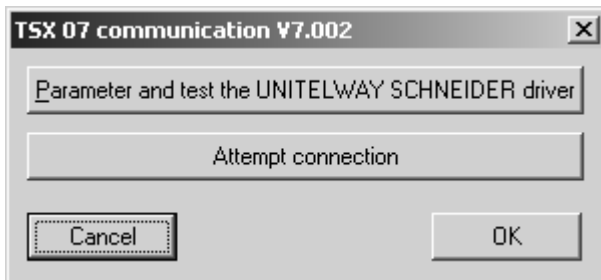 TSX 07 communication V7.002
Parameter and test the UNITELWAY SCHNEIDER driver
Attempt connection
Cancel
OK